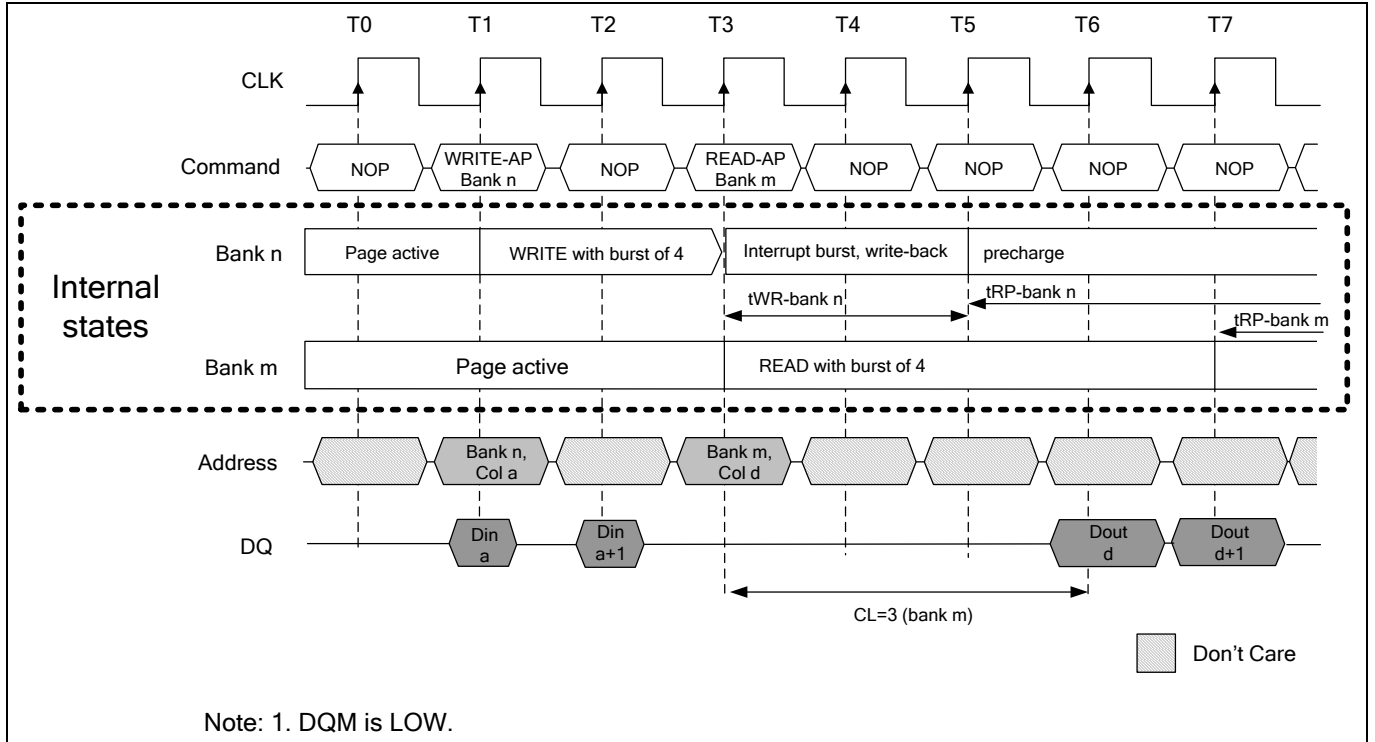 T0 T1 T2 T3 T4 T5 T6 T7
CLK
Command NOP WRITE-AP Bank n NOP READ-AP Bank m NOP NOP NOP NOP
Internal states
Bank n Page active WRITE with burst of 4 Interrupt burst, write-back precharge
tWR-bank n tRP-bank n
tRP-bank m
Bank m Page active READ with burst of 4
Address Bank n, Col a Bank m, Col d
DQ Din a Din a+1 Dout d Dout d+1
CL=3 (bank m)
Don't Care
Note: 1. DQM is LOW.